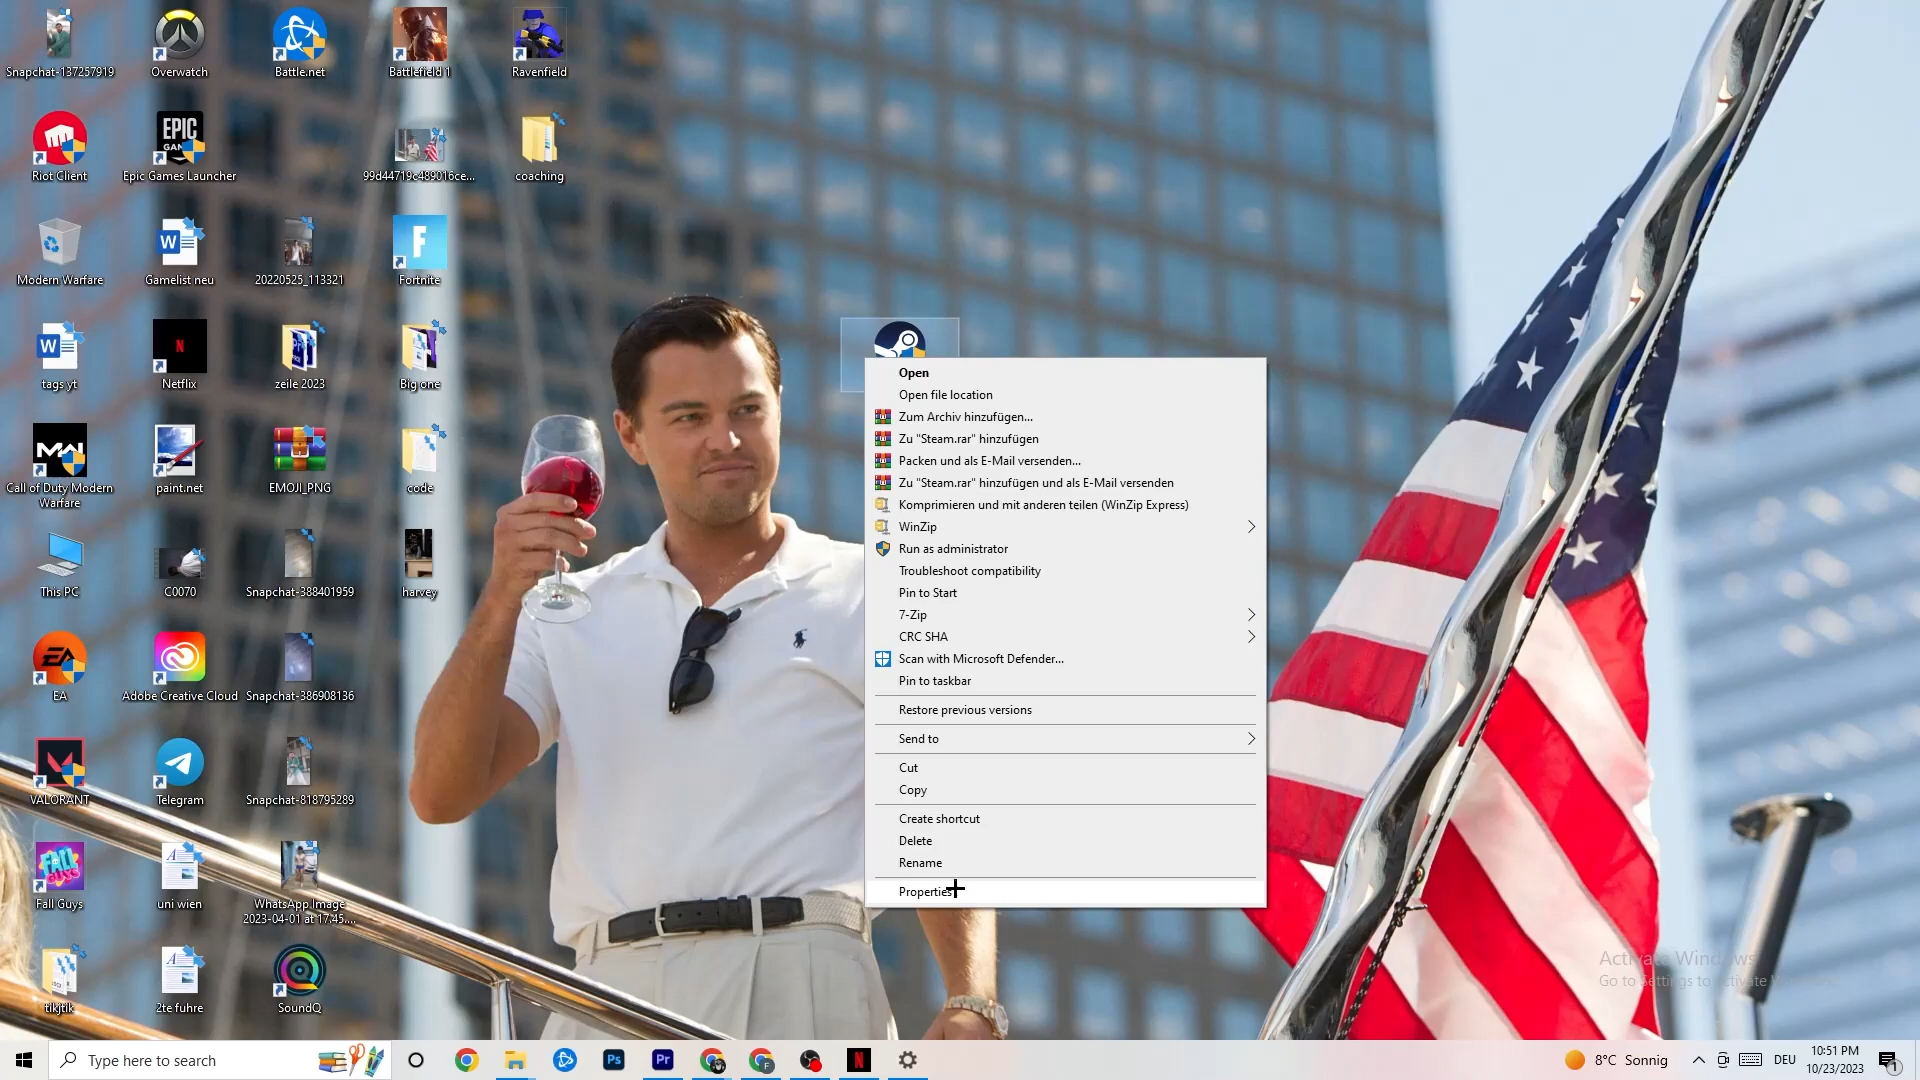 Snapchat-137257919
Overwatch
Battle.net
Battlefield 1
Ravenfield
Riot Client
EPIC
GAMES
Epic Games Launcher
99d44719c489016ce...
coaching
Modern Warfare
Gamelist neu
20220525_113321
Fortnite
tags yt
Netflix
zeile 2023
Big one
Call of Duty Modern
Warfare
paint.net
EMOJI_PNG
code
This PC
C0070
Snapchat-388401959
harvey
EA
Adobe Creative Cloud
Snapchat-386908136
VALORANT
Telegram
Snapchat-818795289
Fall Guys
uni wien
WhatsApp Image
2023-04-01 at 17.45....
tikjtik
2te fuhre
SoundQ
Open
Open file location
Zum Archiv hinzufügen...
Zu "Steam.rar" hinzufügen
Packen und als E-Mail versenden...
Zu "Steam.rar" hinzufügen und als E-Mail versenden
Komprimieren und mit anderen teilen (WinZip Express)
WinZip
Run as administrator
Troubleshoot compatibility
Pin to Start
7-Zip
CRC SHA
Scan with Microsoft Defender...
Pin to taskbar
Restore previous versions
Send to
Cut
Copy
Create shortcut
Delete
Rename
Properties
Activate Windows
Go to Settings to activate
Type here to search
Ps
Pr
8°C Sonnig
DEU
10:51 PM
10/23/2023
1